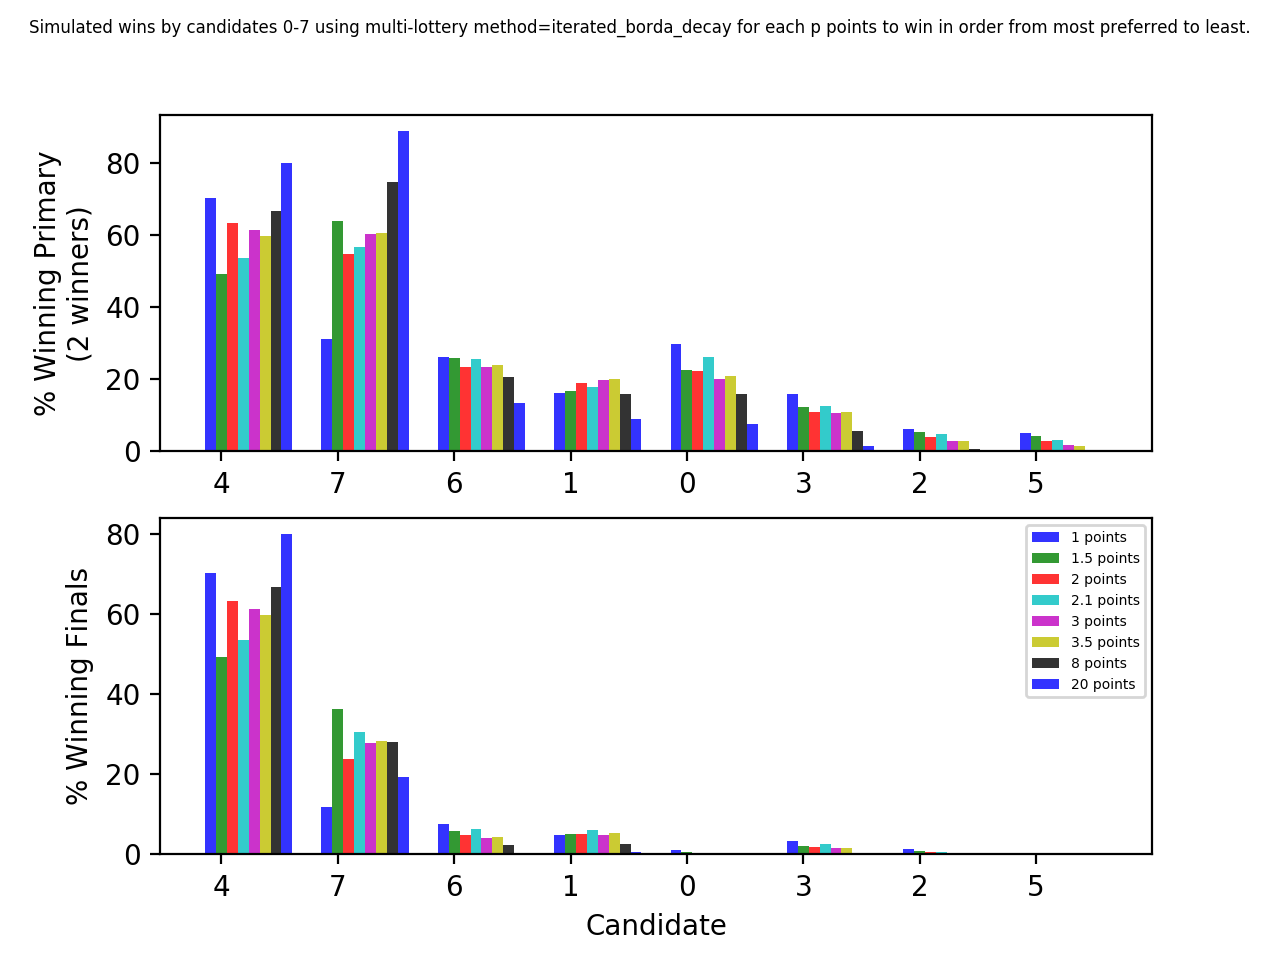 Simulated wins by candidates 0-7 using multi-lottery method=iterated_borda_decay for each p points to win in order from most preferred to least.
% Winning Primary
(2 winners)
80
60
40
20
0
4 7 6 1 0 3 2 5
% Winning Finals
80
60
40
20
0
1 points
1.5 points
2 points
2.1 points
3 points
3.5 points
8 points
20 points
4 7 6 1 0 3 2 5
Candidate